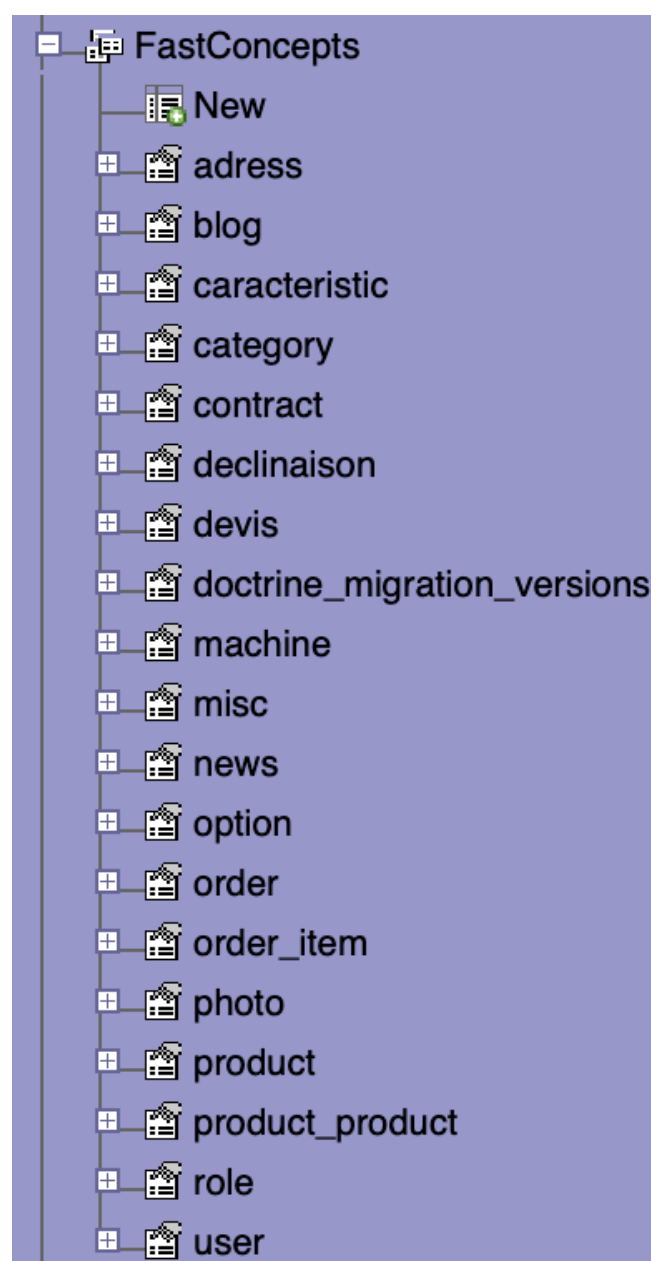 FastConcepts
New
adress
blog
caracteristic
category
contract
declinaison
devis
doctrine_migration_versions
machine
misc
news
option
order
order_item
photo
product
product_product
role
user